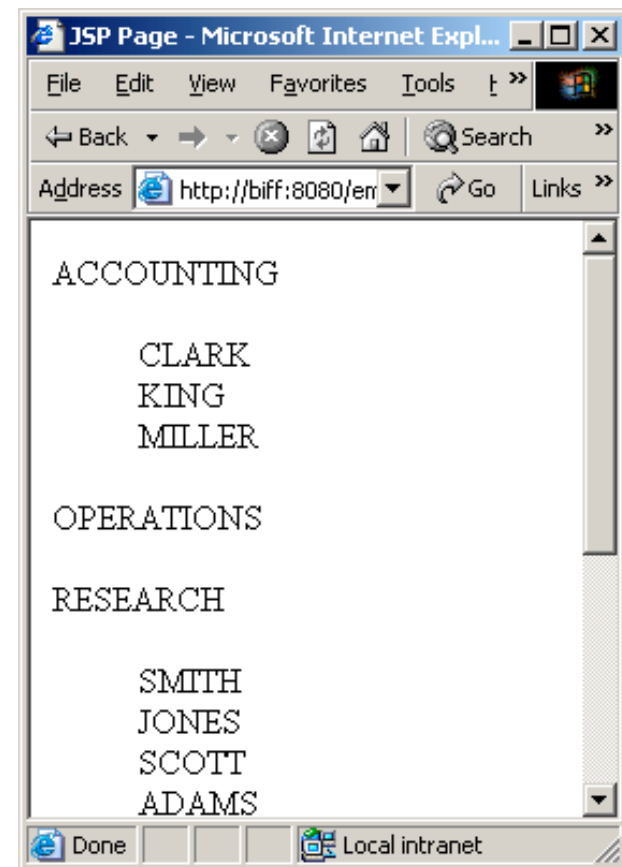 JSP Page - Microsoft Internet Expl...
File Edit View Favorites Tools »
Back Search »
Address http://biff:8080/em Go Links »
ACCOUNTING
CLARK
KING
MILLER
OPERATIONS
RESEARCH
SMITH
JONES
SCOTT
ADAMS
Done Local intranet